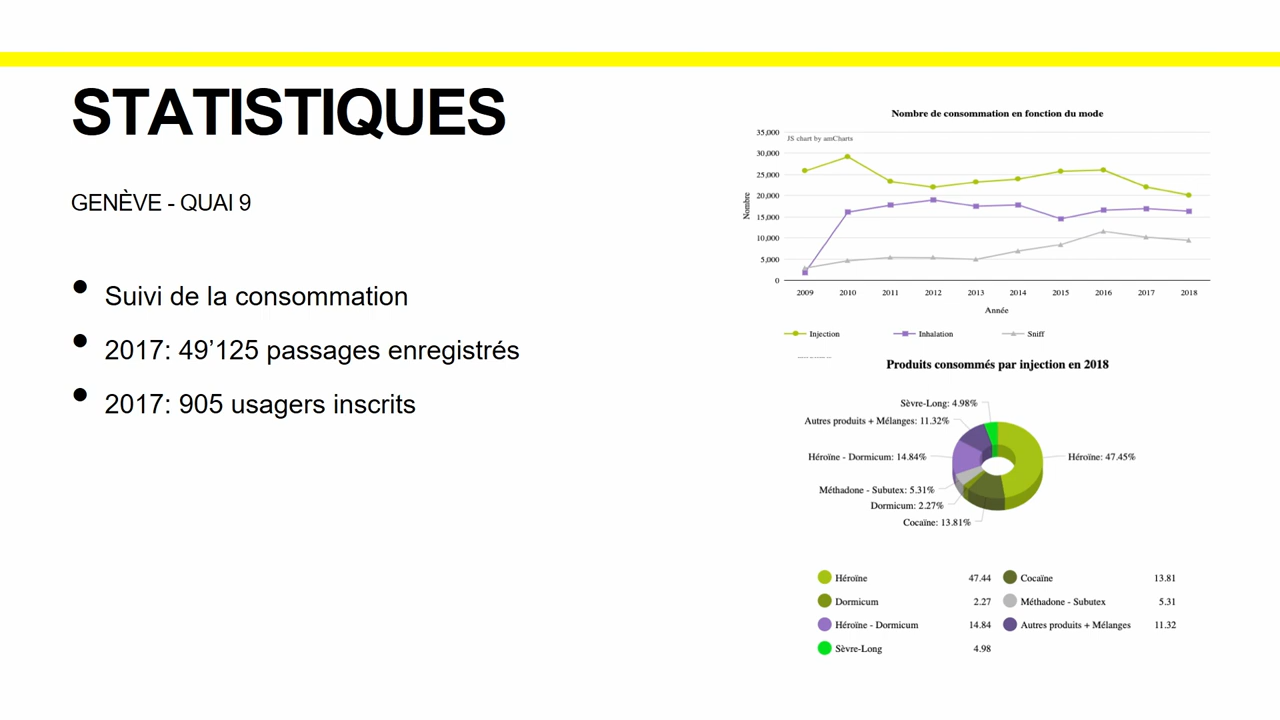 STATISTIQUES
GENÈVE - QUAI 9
• Suivi de la consommation
• 2017: 49’125 passages enregistrés
• 2017: 905 usagers inscrits
Nombre de consommation en fonction du mode
JS chart by amCharts
35,000
30,000
25,000
20,000
15,000
10,000
5,000
0
Nombre
2009 2010 2011 2012 2013 2014 2015 2016 2017 2018
Année
Injection Inhalation Sniff
Produits consommés par injection en 2018
Sèvre-Long: 4.98%
Autres produits + Mélanges: 11.32%
Héroïne - Dormicum: 14.84%
Héroïne: 47.45%
Méthadone - Subutex: 5.31%
Dormicum: 2.27%
Cocaïne: 13.81%
Héroïne 47.44 Cocaïne 13.81
Dormicum 2.27 Méthadone - Subutex 5.31
Héroïne - Dormicum 14.84 Autres produits + Mélanges 11.32
Sèvre-Long 4.98